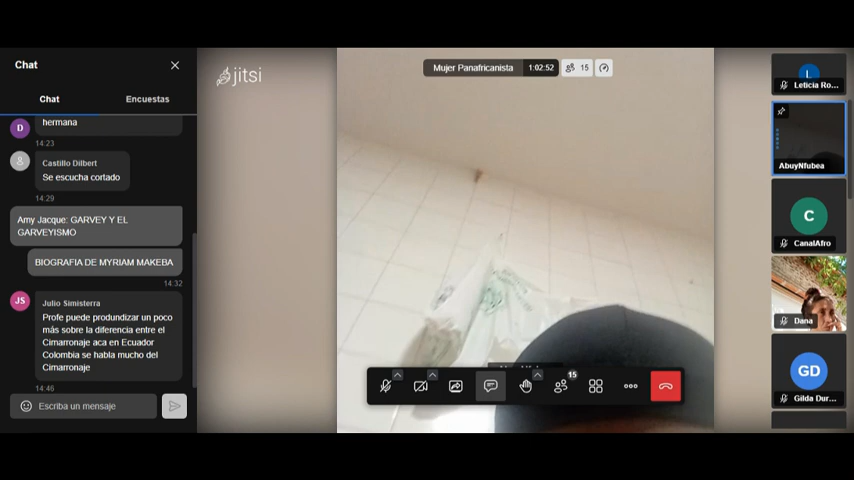 Chat
Chat
Encuestas
D
hermana
14:23
Castillo Dilbert
Se escucha cortado
14:29
Amy Jacque: GARVEY Y EL
GARVEYISMO
BIOGRAFIA DE MYRIAM MAKEBA
14:32
JS
Julio Simisterra
Profe puede produndizar un poco
más sobre la diferencia entre el
Cimarronaje aca en Ecuador
Colombia se habla mucho del
Cimarronaje
14:46
Escriba un mensaje
jitsi
Mujer Panafricanista
1:02:52
15
15
L
Leticia Ro...
AbuyNfubea
C
CanalAfro
Dana
GD
Gilda Dur...